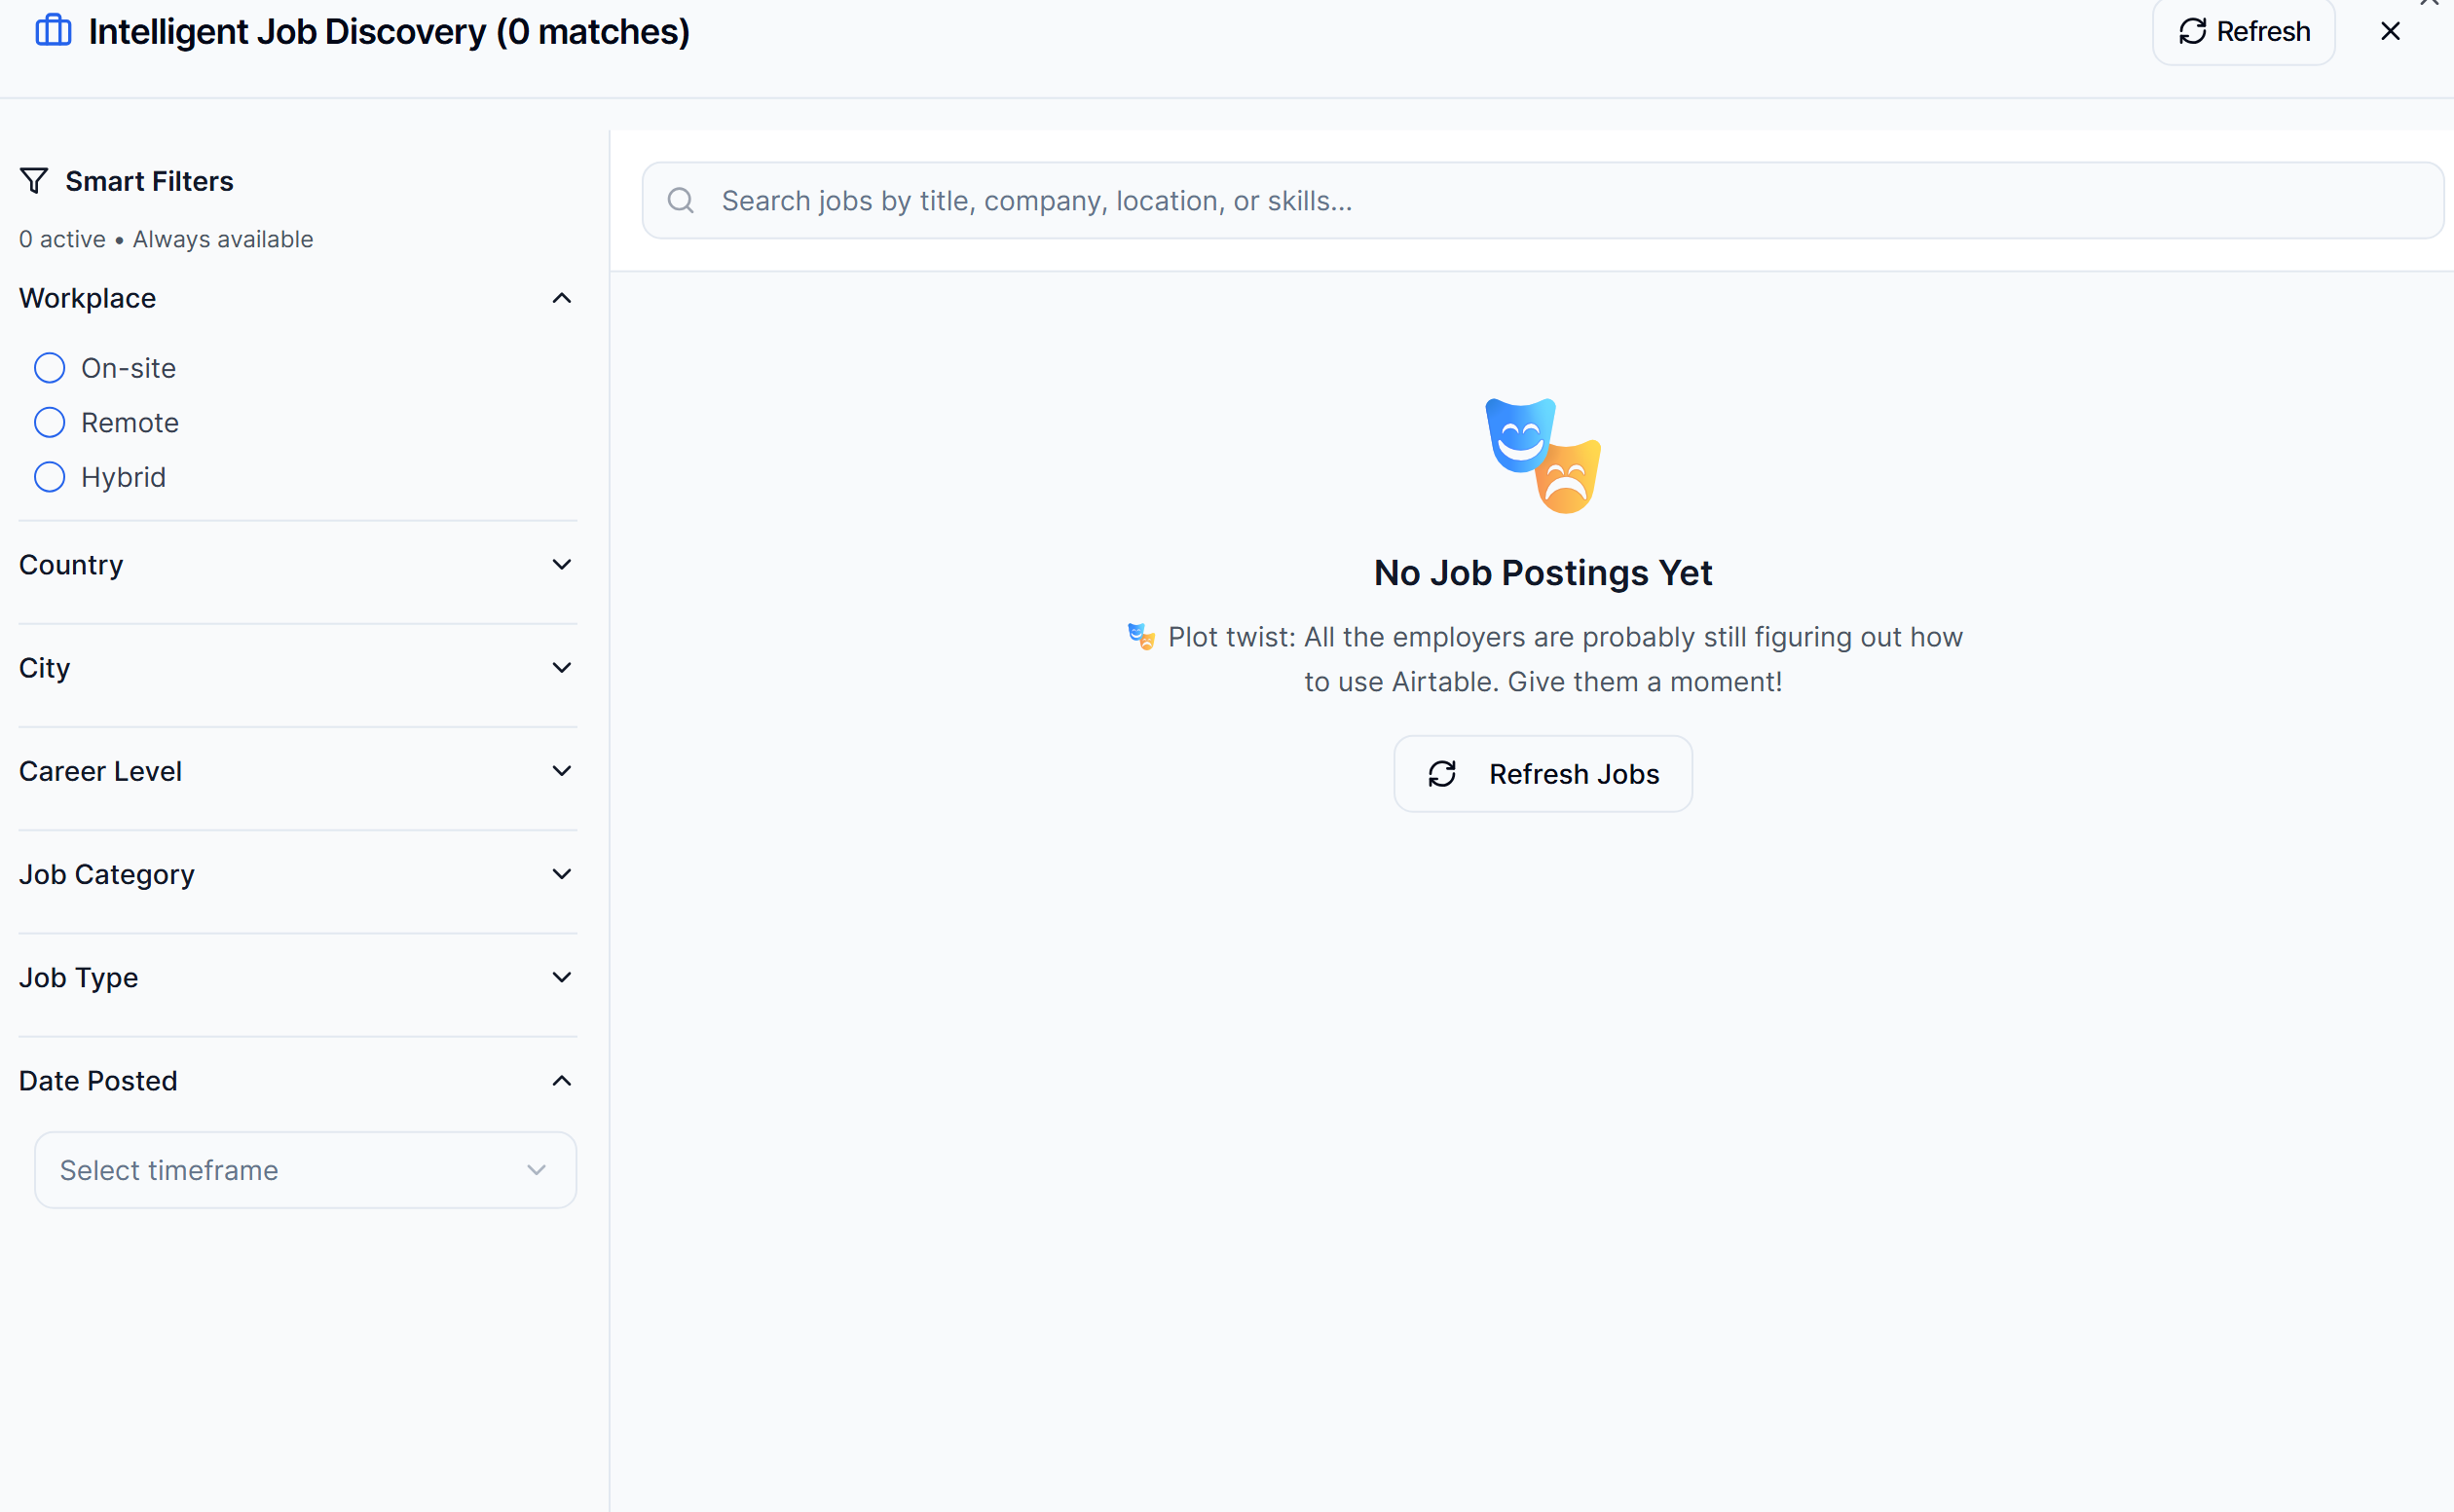 Intelligent Job Discovery (0 matches)
Refresh
Smart Filters
0 active • Always available
Workplace
On-site
Remote
Hybrid
Country
City
Career Level
Job Category
Job Type
Date Posted
Select timeframe
Search jobs by title, company, location, or skills...
No Job Postings Yet
🎭 Plot twist: All the employers are probably still figuring out how
to use Airtable. Give them a moment!
Refresh Jobs